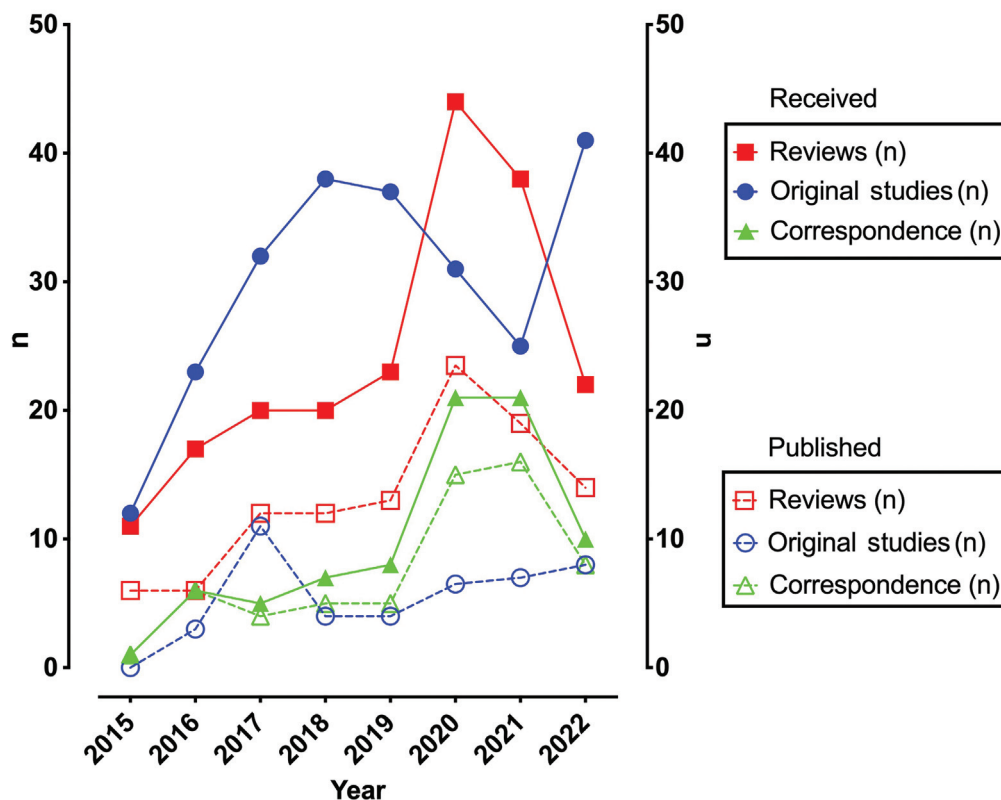 50
40
30
20
10
0
n
50
40
30
20
10
0
n
2015
2016
2017
2018
2019
2020
2021
2022
Year
Received
Reviews (n)
Original studies (n)
Correspondence (n)
Published
Reviews (n)
Original studies (n)
Correspondence (n)